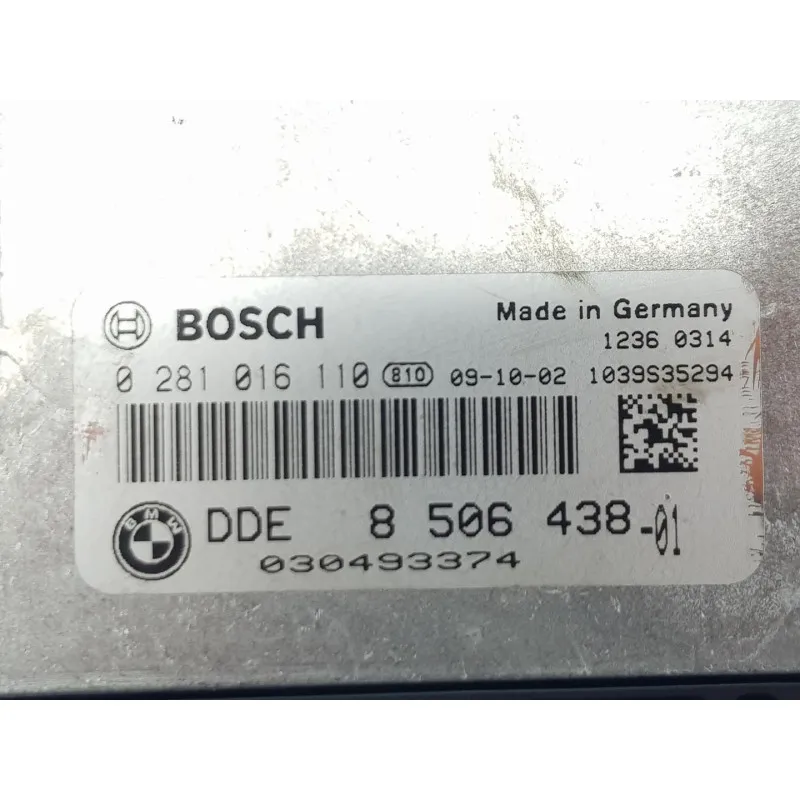 BOSCH Made in Germany
1236 0314
0 281 016 110 810 09-10-02 1039S35294
BMW DDE 8 506 438-01
030493374